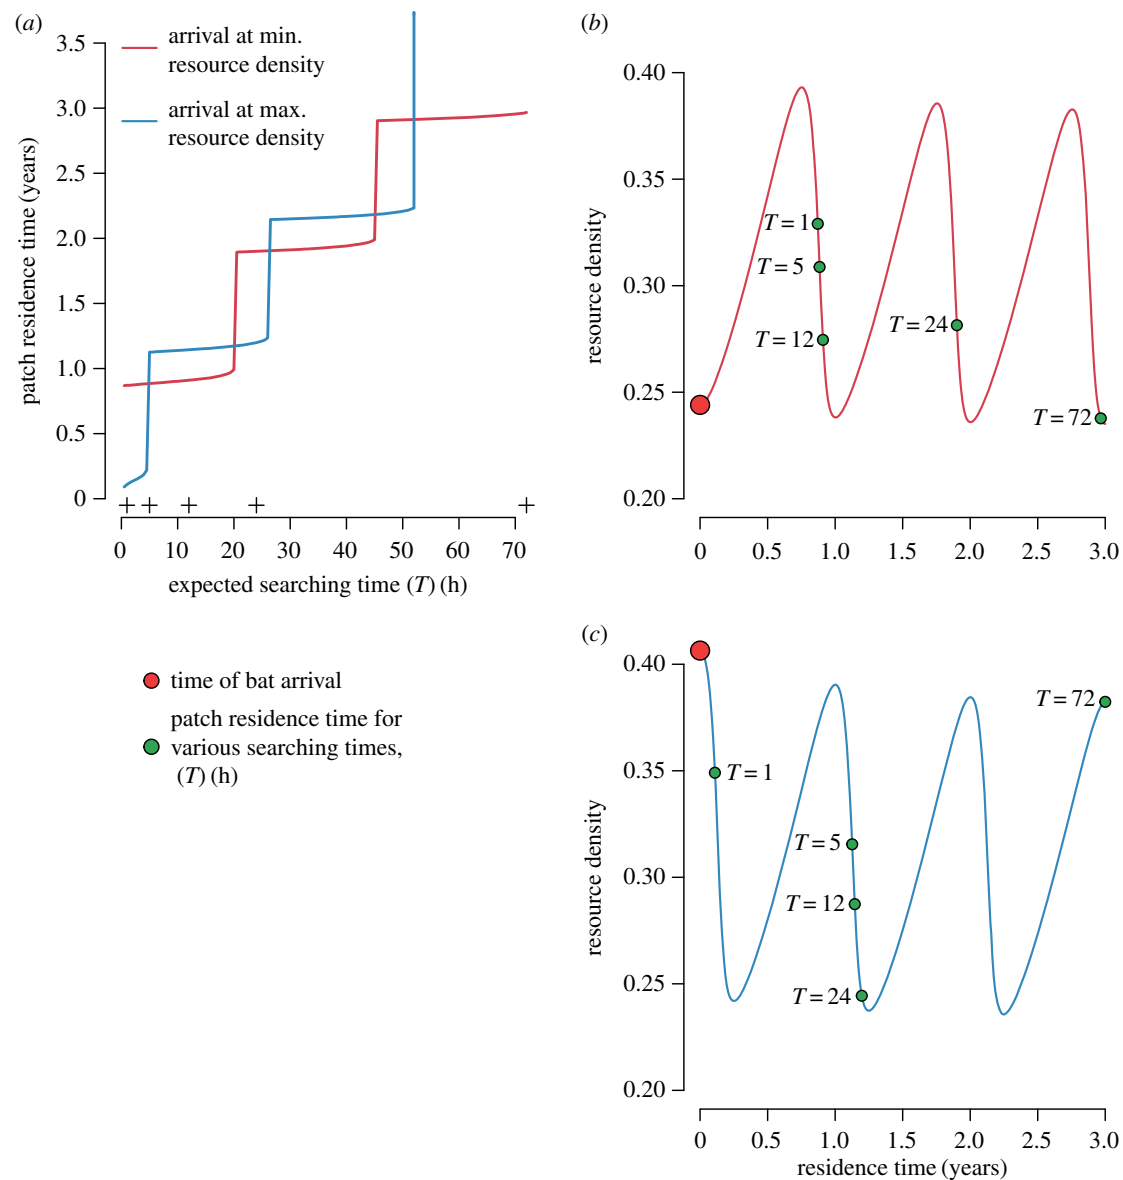 (a)
arrival at min.
resource density
arrival at max.
resource density
3.5
3.0
2.5
2.0
1.5
1.0
0.5
0
patch residence time (years)
0 10 20 30 40 50 60 70
expected searching time (T) (h)
time of bat arrival
patch residence time for
various searching times,
(T) (h)
(b)
0.40
0.35
0.30
0.25
0.20
resource density
T = 1
T = 5
T = 12
T = 24
T = 72
0 0.5 1.0 1.5 2.0 2.5 3.0
(c)
0.40
0.35
0.30
0.25
0.20
resource density
T = 72
T = 1
T = 5
T = 12
T = 24
0 0.5 1.0 1.5 2.0 2.5 3.0
residence time (years)